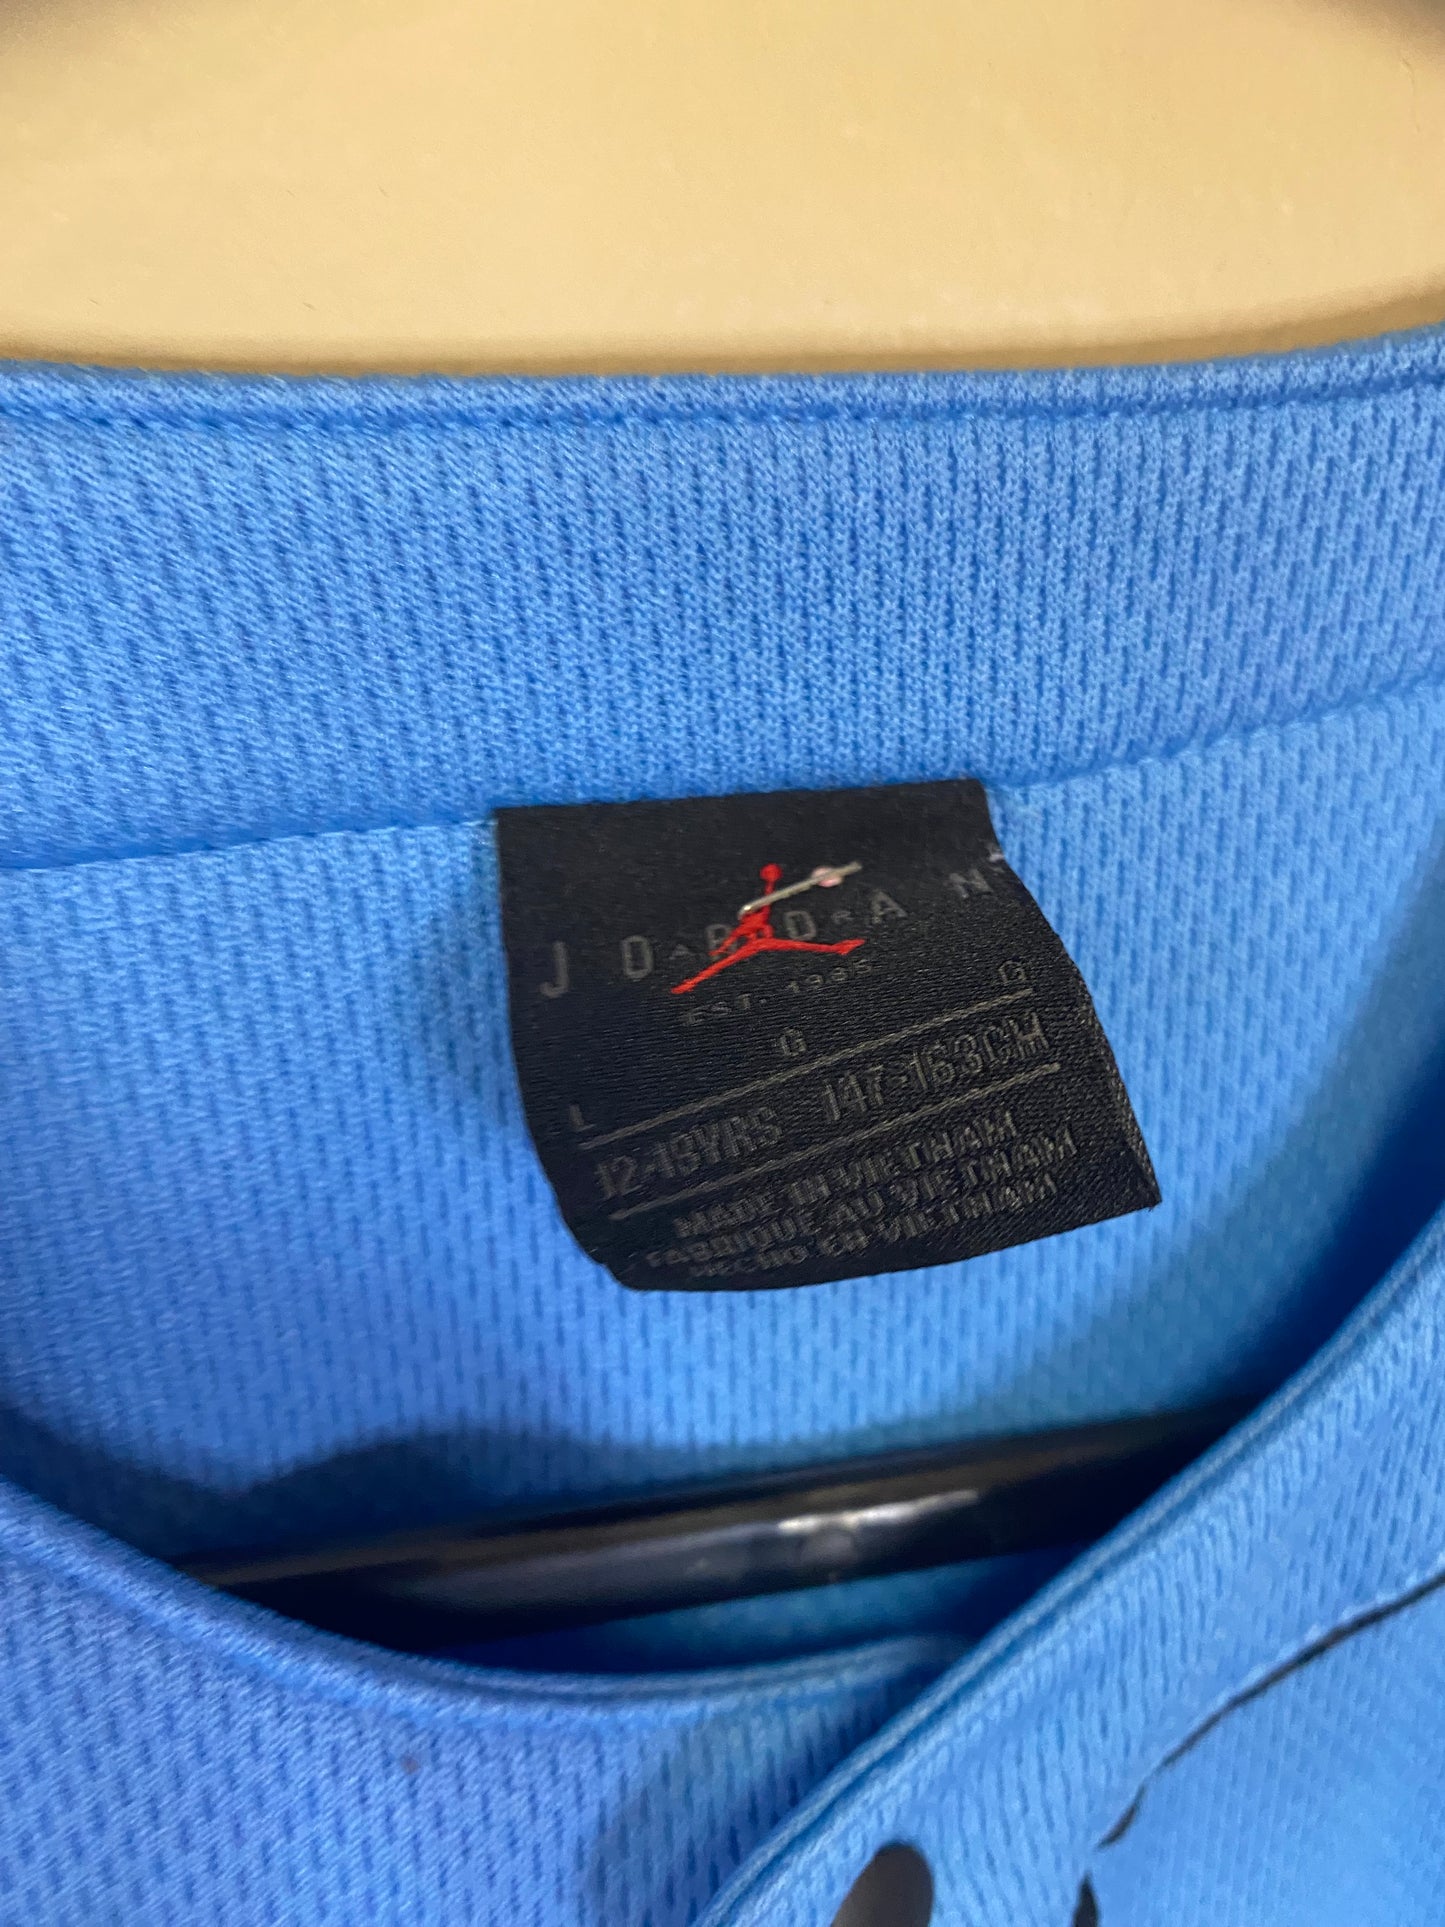 JORDAN
EST. 1985
L G G
12-13YRS 147-163CM
MADE IN VIETNAM
FABRIQUE AU VIETNAM
HECHO EN VIETNAM